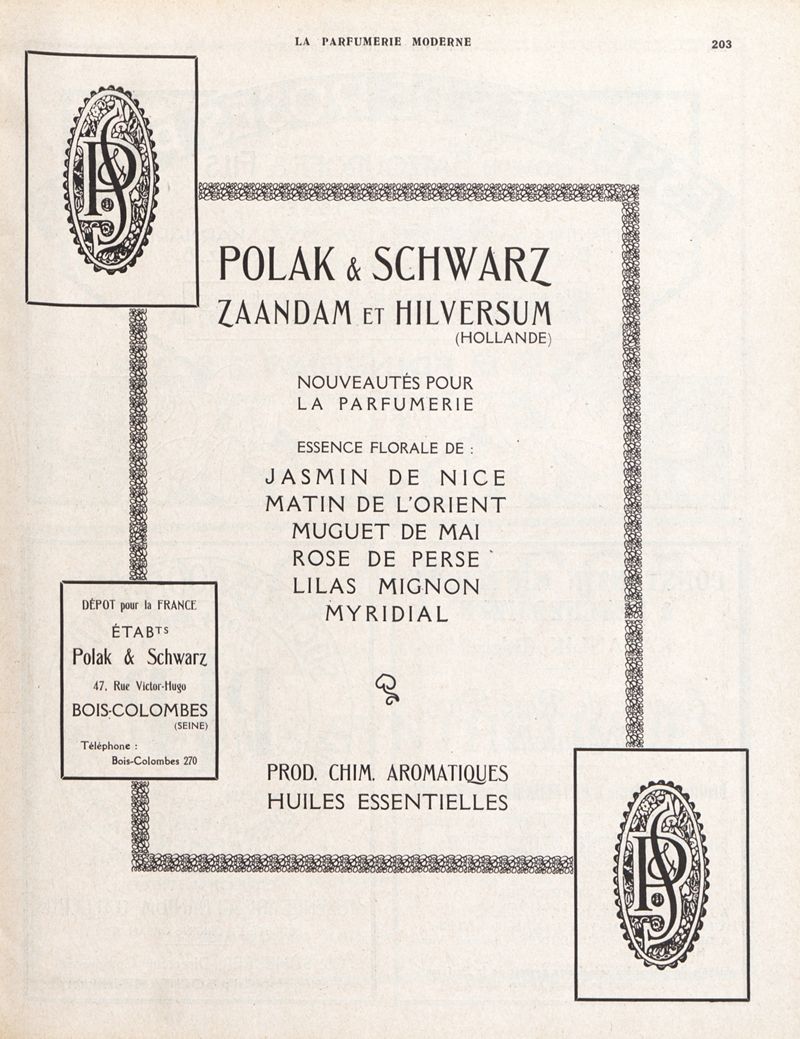 LA PARFUMERIE MODERNE
203
PS
POLAK & SCHWARZ
ZAANDAM ET HILVERSUM
(HOLLANDE)
NOUVEAUTÉS POUR
LA PARFUMERIE
ESSENCE FLORALE DE :
JASMIN DE NICE
MATIN DE L'ORIENT
MUGUET DE MAI
ROSE DE PERSE
LILAS MIGNON
MYRIDIAL
DÉPOT pour la FRANCE
ÉTABTS
Polak & Schwarz
47, Rue Victor-Hugo
BOIS-COLOMBES
(SEINE)
Téléphone :
Bois-Colombes 270
PROD. CHIM. AROMATIQUES
HUILES ESSENTIELLES
PS